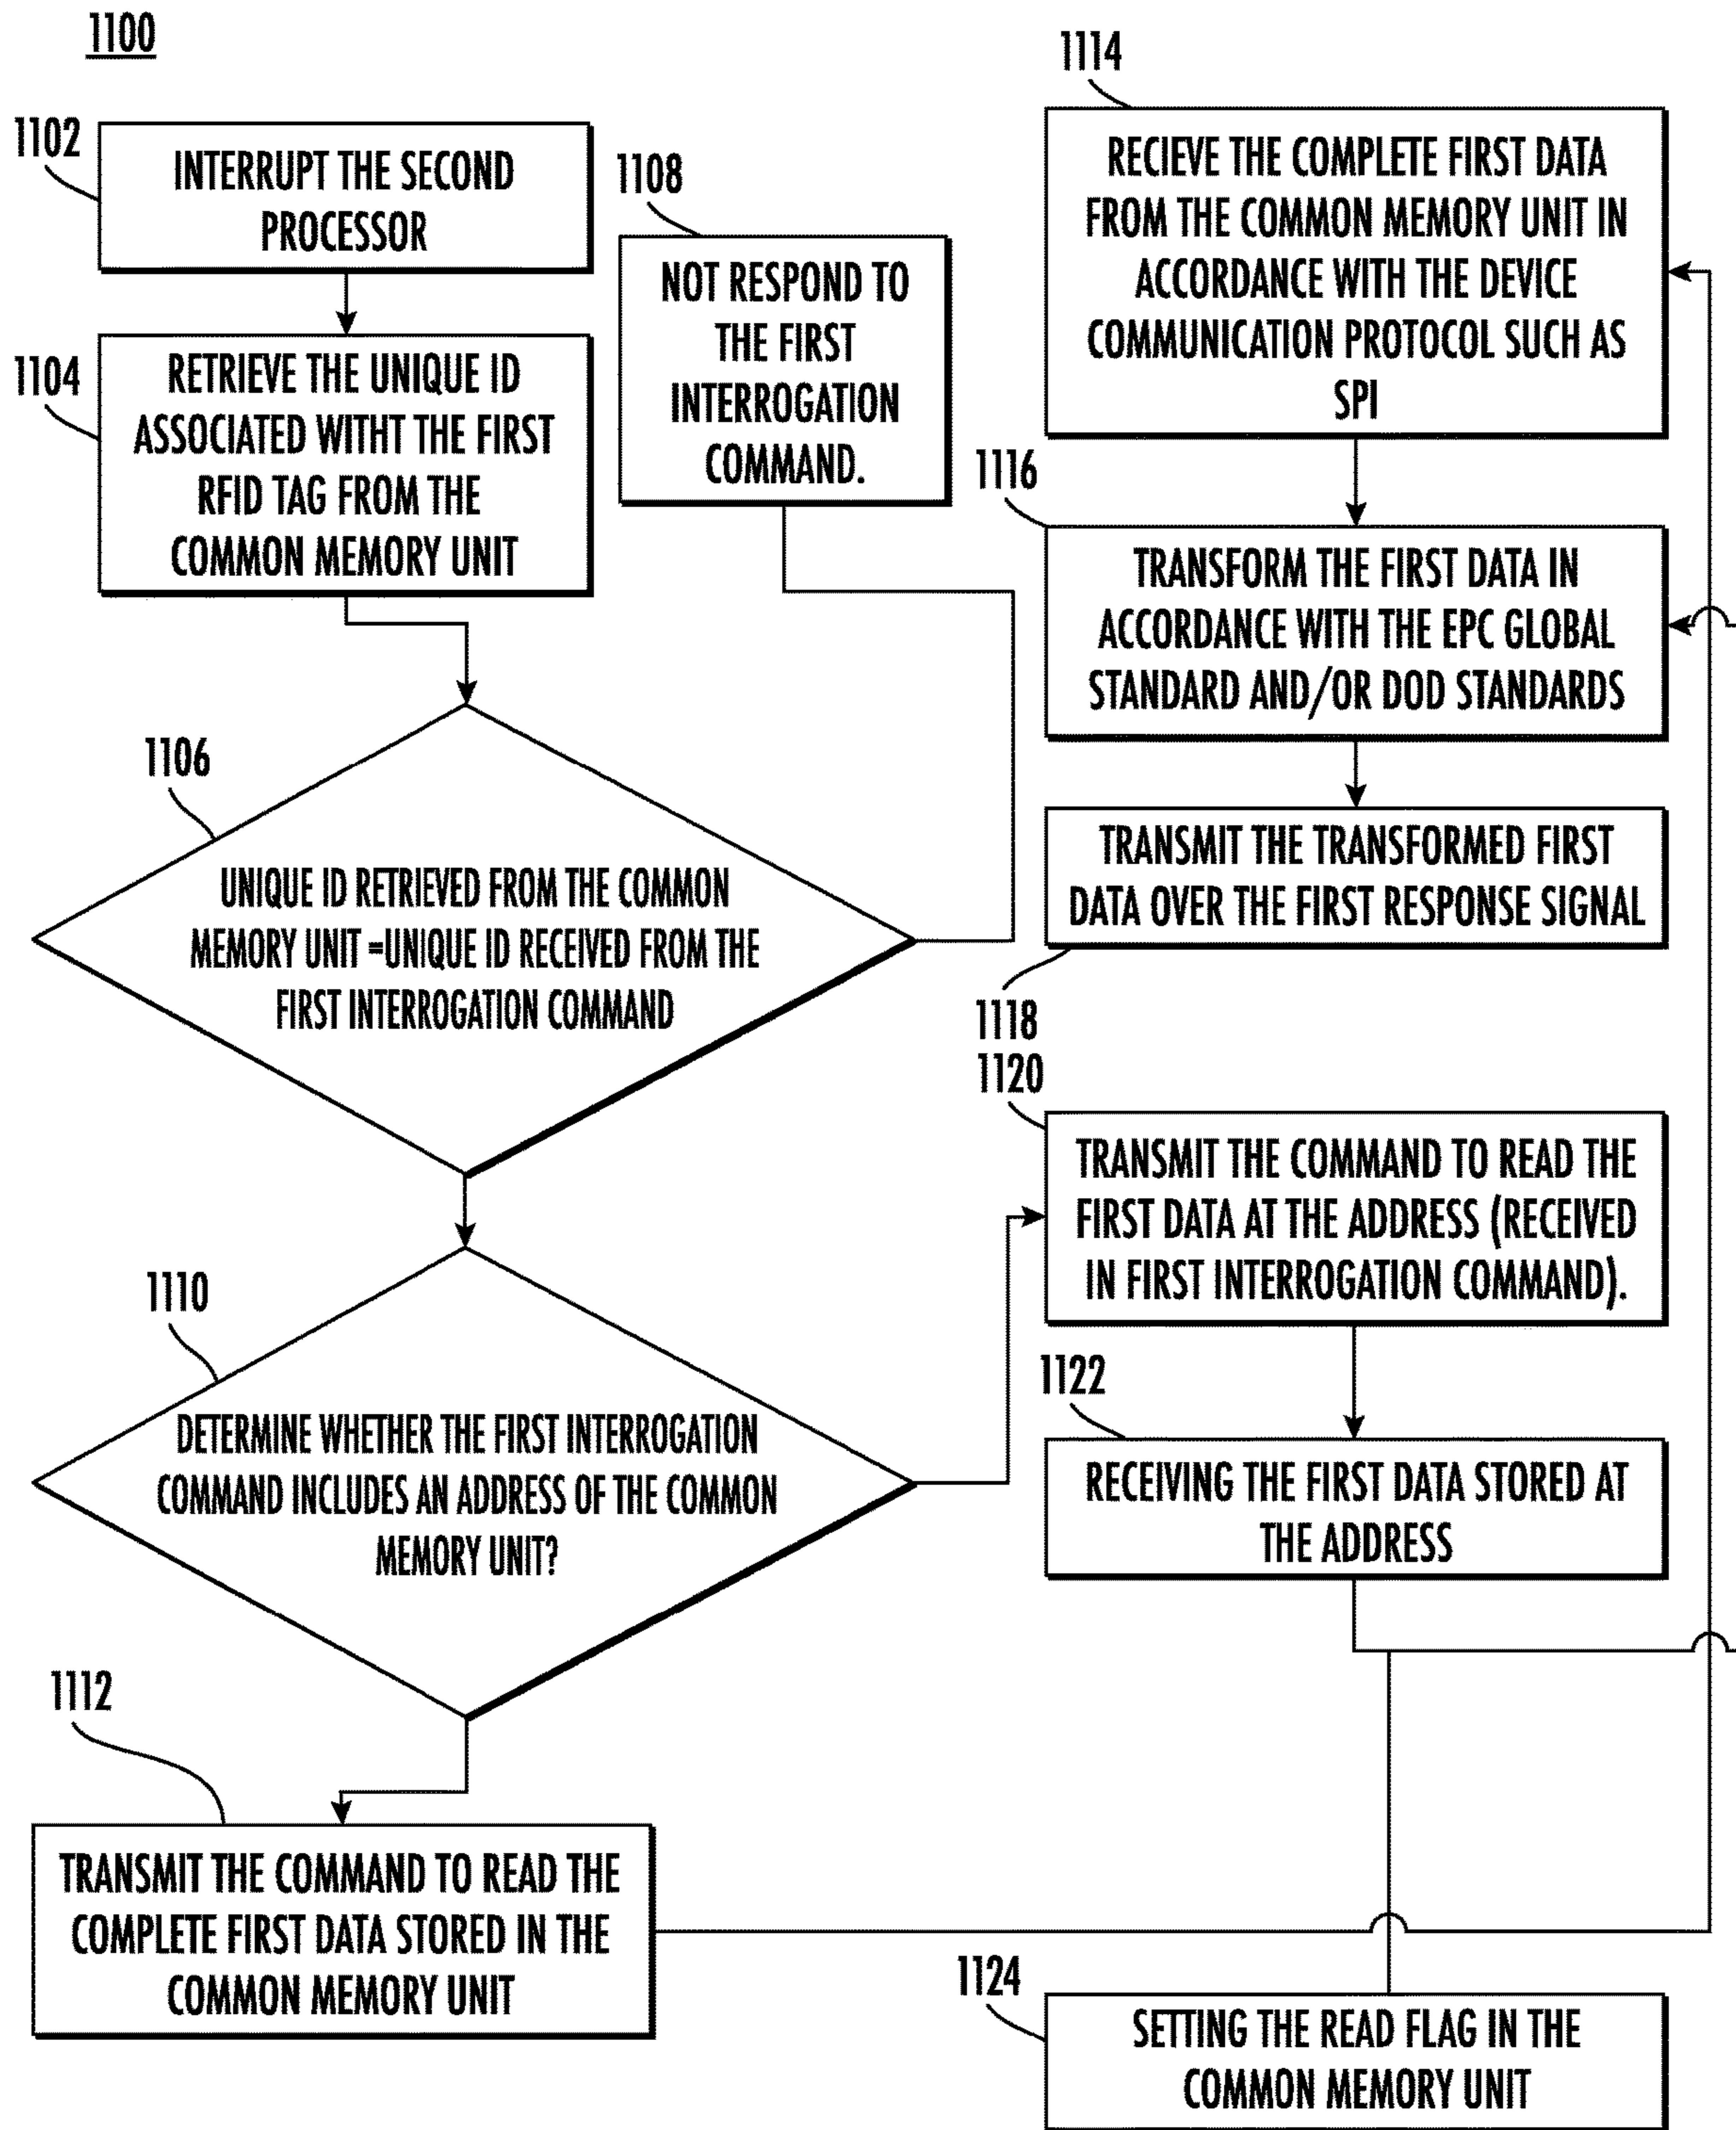 1100
1102
INTERRUPT THE SECOND
PROCESSOR
1104
RETRIEVE THE UNIQUE ID
ASSOCIATED WITHT THE FIRST
RFID TAG FROM THE
COMMON MEMORY UNIT
1106
UNIQUE ID RETRIEVED FROM THE COMMON
MEMORY UNIT =UNIQUE ID RECEIVED FROM THE
FIRST INTERROGATION COMMAND
1108
NOT RESPOND TO
THE FIRST
INTERROGATION
COMMAND.
1110
DETERMINE WHETHER THE FIRST INTERROGATION
COMMAND INCLUDES AN ADDRESS OF THE COMMON
MEMORY UNIT?
1112
TRANSMIT THE COMMAND TO READ THE
COMPLETE FIRST DATA STORED IN THE
COMMON MEMORY UNIT
1114
RECIEVE THE COMPLETE FIRST DATA
FROM THE COMMON MEMORY UNIT IN
ACCORDANCE WITH THE DEVICE
COMMUNICATION PROTOCOL SUCH AS
SPI
1116
TRANSFORM THE FIRST DATA IN
ACCORDANCE WITH THE EPC GLOBAL
STANDARD AND/OR DOD STANDARDS
TRANSMIT THE TRANSFORMED FIRST
DATA OVER THE FIRST RESPONSE SIGNAL
1118
1120
TRANSMIT THE COMMAND TO READ THE
FIRST DATA AT THE ADDRESS (RECEIVED
IN FIRST INTERROGATION COMMAND).
1122
RECEIVING THE FIRST DATA STORED AT
THE ADDRESS
1124
SETTING THE READ FLAG IN THE
COMMON MEMORY UNIT